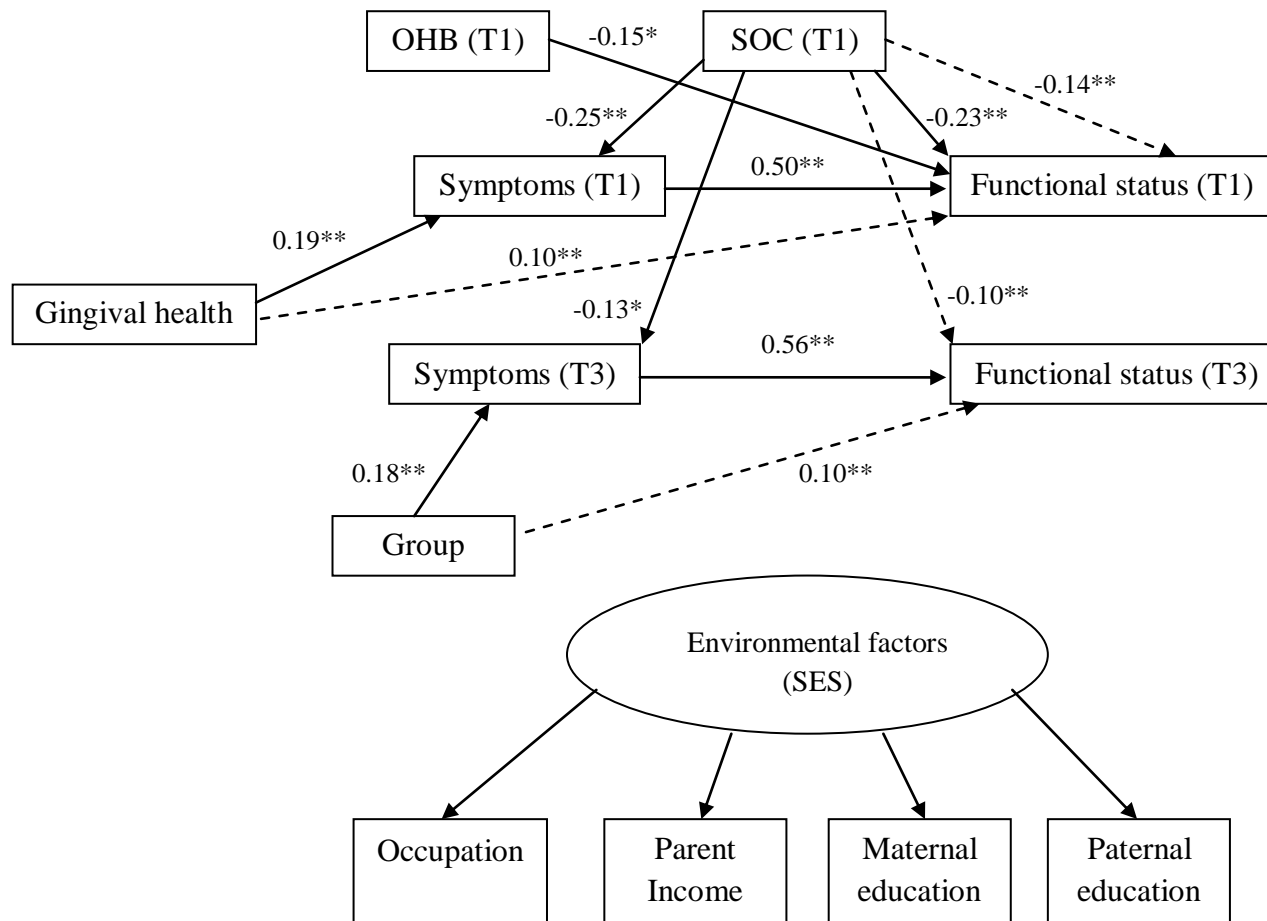 OHB (T1)
-0.15*
SOC (T1)
-0.14**
-0.25**
-0.23**
Symptoms (T1)
0.50**
Functional status (T1)
0.19**
0.10**
Gingival health
-0.13*
-0.10**
Symptoms (T3)
0.56**
Functional status (T3)
0.18**
0.10**
Group
Environmental factors
(SES)
Occupation
Parent
Income
Maternal
education
Paternal
education